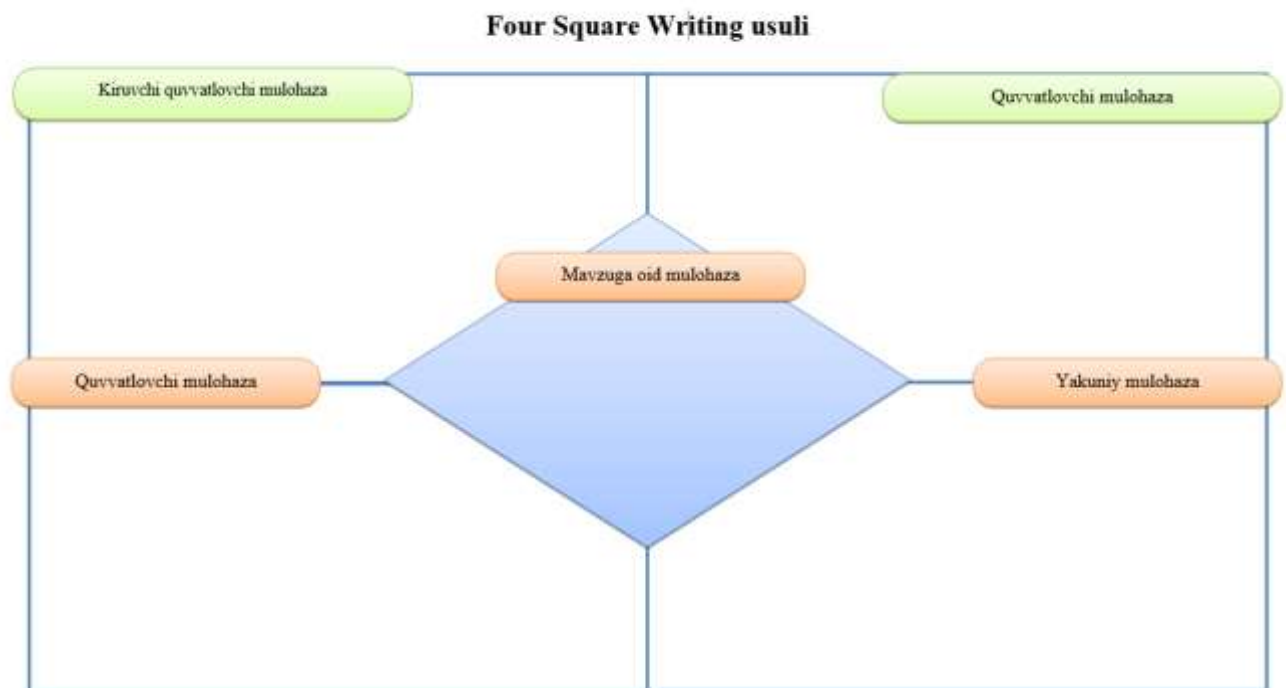 Four Square Writing usuli
Kiruvchi quvvatlovchi mulohaza
Quvvatlovchi mulohaza
Mavzuga oid mulohaza
Quvvatlovchi mulohaza
Yakuniy mulohaza